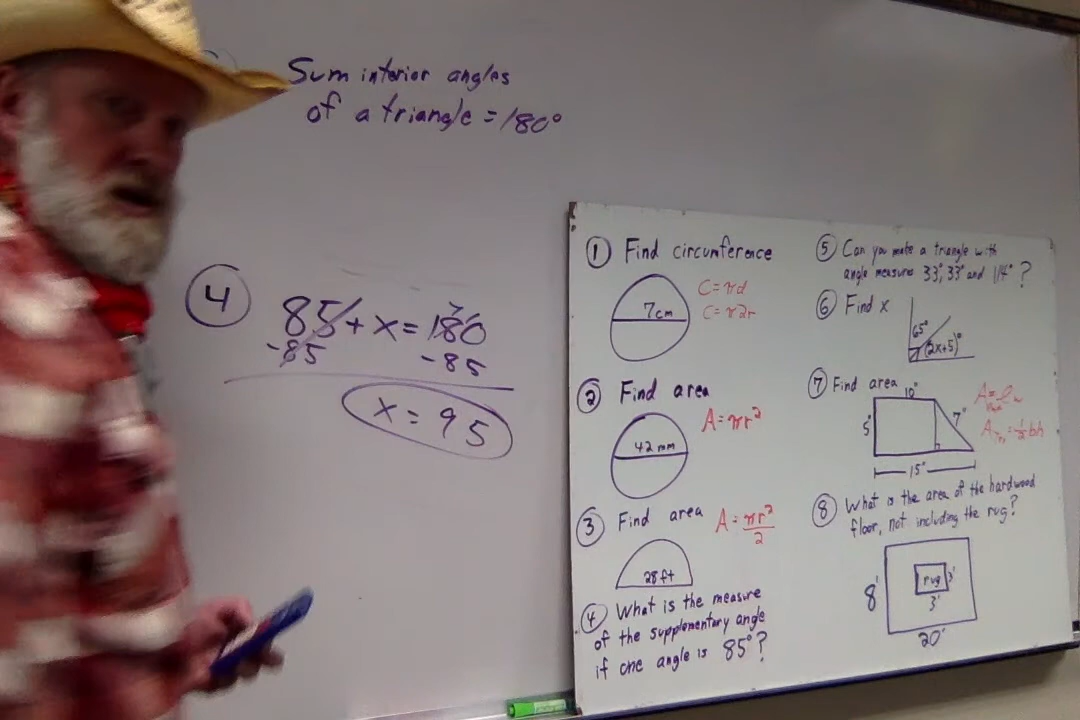 Sum interior angles
of a triangle = 180°
④ 85 + x = 180
-85 -85
x = 95
① Find circumference
7cm
C = πd
C = π2r
② Find area
42 mm
A = πr²
③ Find area
A = πr²/2
28 ft
④ What is the measure
of the supplementary angle
if one angle is 85°?
⑤ Can you make a triangle with
angle measures 33°, 33° and 114°?
⑥ Find x
65°
(2x+5)°
⑦ Find area
10"
5"
7"
15"
A = lw
A = ½bh
⑧ What is the area of the hardwood
floor, not including the rug?
rug 3'
3'
8'
20'